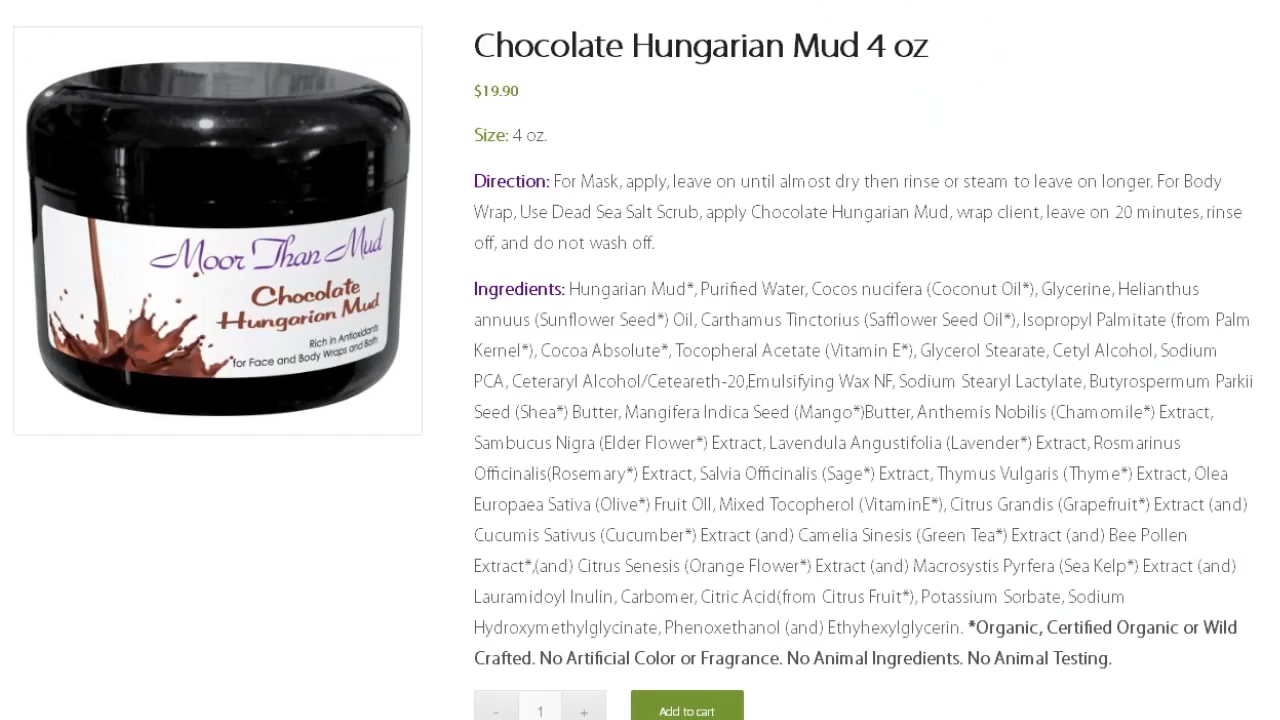 Chocolate Hungarian Mud 4 oz
$19.90
Size: 4 oz.
Direction: For Mask, apply, leave on until almost dry then rinse or steam to leave on longer. For Body
Wrap, Use Dead Sea Salt Scrub, apply Chocolate Hungarian Mud, wrap client, leave on 20 minutes, rinse
off, and do not wash off.
Ingredients: Hungarian Mud*, Purified Water, Cocos nucifera (Coconut Oil*), Glycerine, Helianthus
annuus (Sunflower Seed*) Oil, Carthamus Tinctorius (Safflower Seed Oil*), Isopropyl Palmitate (from Palm
Kernel*), Cocoa Absolute*, Tocopheral Acetate (Vitamin E*), Glycerol Stearate, Cetyl Alcohol, Sodium
PCA, Ceteraryl Alcohol/Ceteareth-20,Emulsifying Wax NF, Sodium Stearyl Lactylate, Butyrospermum Parkii
Seed (Shea*) Butter, Mangifera Indica Seed (Mango*)Butter, Anthemis Nobilis (Chamomile*) Extract,
Sambucus Nigra (Elder Flower*) Extract, Lavendula Angustifolia (Lavender*) Extract, Rosmarinus
Officinalis(Rosemary*) Extract, Salvia Officinalis (Sage*) Extract, Thymus Vulgaris (Thyme*) Extract, Olea
Europaea Sativa (Olive*) Fruit OIl, Mixed Tocopherol (VitaminE*), Citrus Grandis (Grapefruit*) Extract (and)
Cucumis Sativus (Cucumber*) Extract (and) Camelia Sinesis (Green Tea*) Extract (and) Bee Pollen
Extract*,(and) Citrus Senesis (Orange Flower*) Extract (and) Macrosystis Pyrfera (Sea Kelp*) Extract (and)
Lauramidoyl Inulin, Carbomer, Citric Acid(from Citrus Fruit*), Potassium Sorbate, Sodium
Hydroxymethylglycinate, Phenoxethanol (and) Ethyhexylglycerin. *Organic, Certified Organic or Wild
Crafted. No Artificial Color or Fragrance. No Animal Ingredients. No Animal Testing.
- 1 +
Add to cart
Moor Than Mud
Chocolate
Hungarian Mud
Rich in Antioxidants
for Face and Body Wraps and Bath